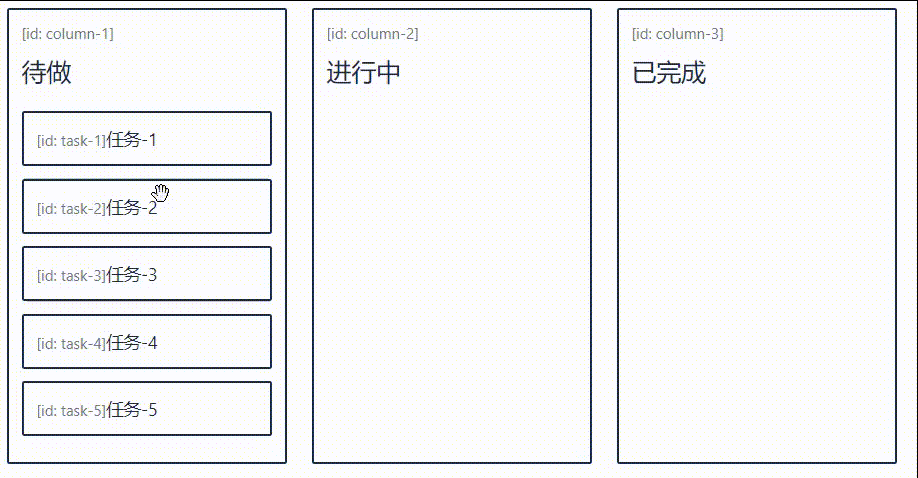 [id: column-1]
待做
[id: task-1]任务-1
[id: task-2]任务-2
[id: task-3]任务-3
[id: task-4]任务-4
[id: task-5]任务-5
[id: column-2]
进行中
[id: column-3]
已完成